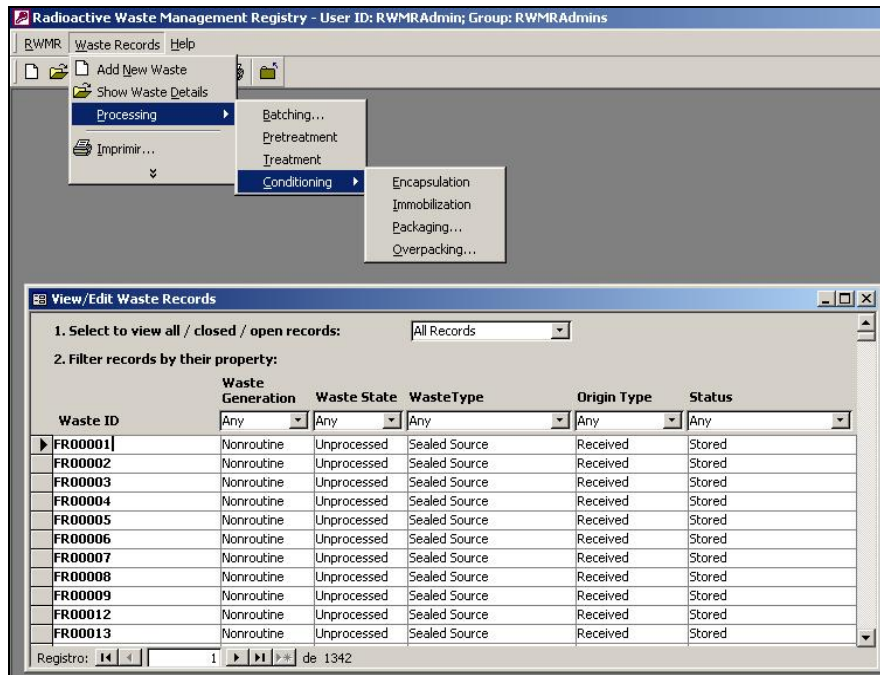 Radioactive Waste Management Registry - User ID: RWMRAdmin; Group: RWMRAdmins
RWMR Waste Records Help
Add New Waste
Show Waste Details
Processing
Imprimir...
Batching...
Pretreatment
Treatment
Conditioning
Encapsulation
Immobilization
Packaging...
Overpacking...
View/Edit Waste Records
1. Select to view all / closed / open records: All Records
2. Filter records by their property:
Waste
Generation Waste State WasteType Origin Type Status
Waste ID Any Any Any Any Any
FR00001 Nonroutine Unprocessed Sealed Source Received Stored
FR00002 Nonroutine Unprocessed Sealed Source Received Stored
FR00003 Nonroutine Unprocessed Sealed Source Received Stored
FR00004 Nonroutine Unprocessed Sealed Source Received Stored
FR00005 Nonroutine Unprocessed Sealed Source Received Stored
FR00006 Nonroutine Unprocessed Sealed Source Received Stored
FR00007 Nonroutine Unprocessed Sealed Source Received Stored
FR00008 Nonroutine Unprocessed Sealed Source Received Stored
FR00009 Nonroutine Unprocessed Sealed Source Received Stored
FR00012 Nonroutine Unprocessed Sealed Source Received Stored
FR00013 Nonroutine Unprocessed Sealed Source Received Stored
Registro: 1 de 1342